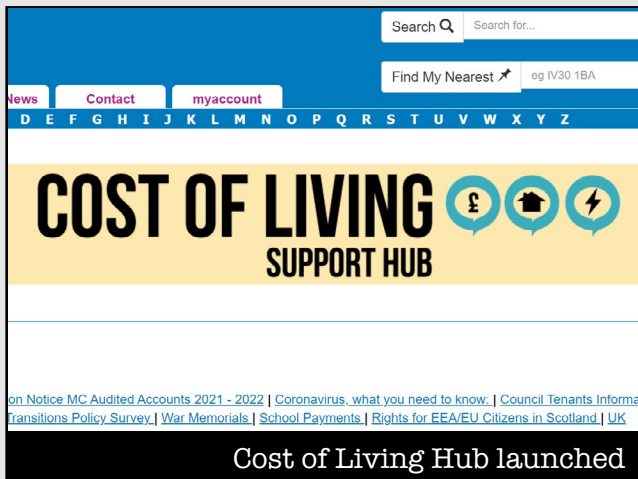 Search Search for...
Find My Nearest eg IV30 1BA
News Contact myaccount
D E F G H I J K L M N O P Q R S T U V W X Y Z
COST OF LIVING £
SUPPORT HUB
on Notice MC Audited Accounts 2021 - 2022 | Coronavirus, what you need to know: | Council Tenants Informa
Transitions Policy Survey | War Memorials | School Payments | Rights for EEA/EU Citizens in Scotland | UK
Cost of Living Hub launched